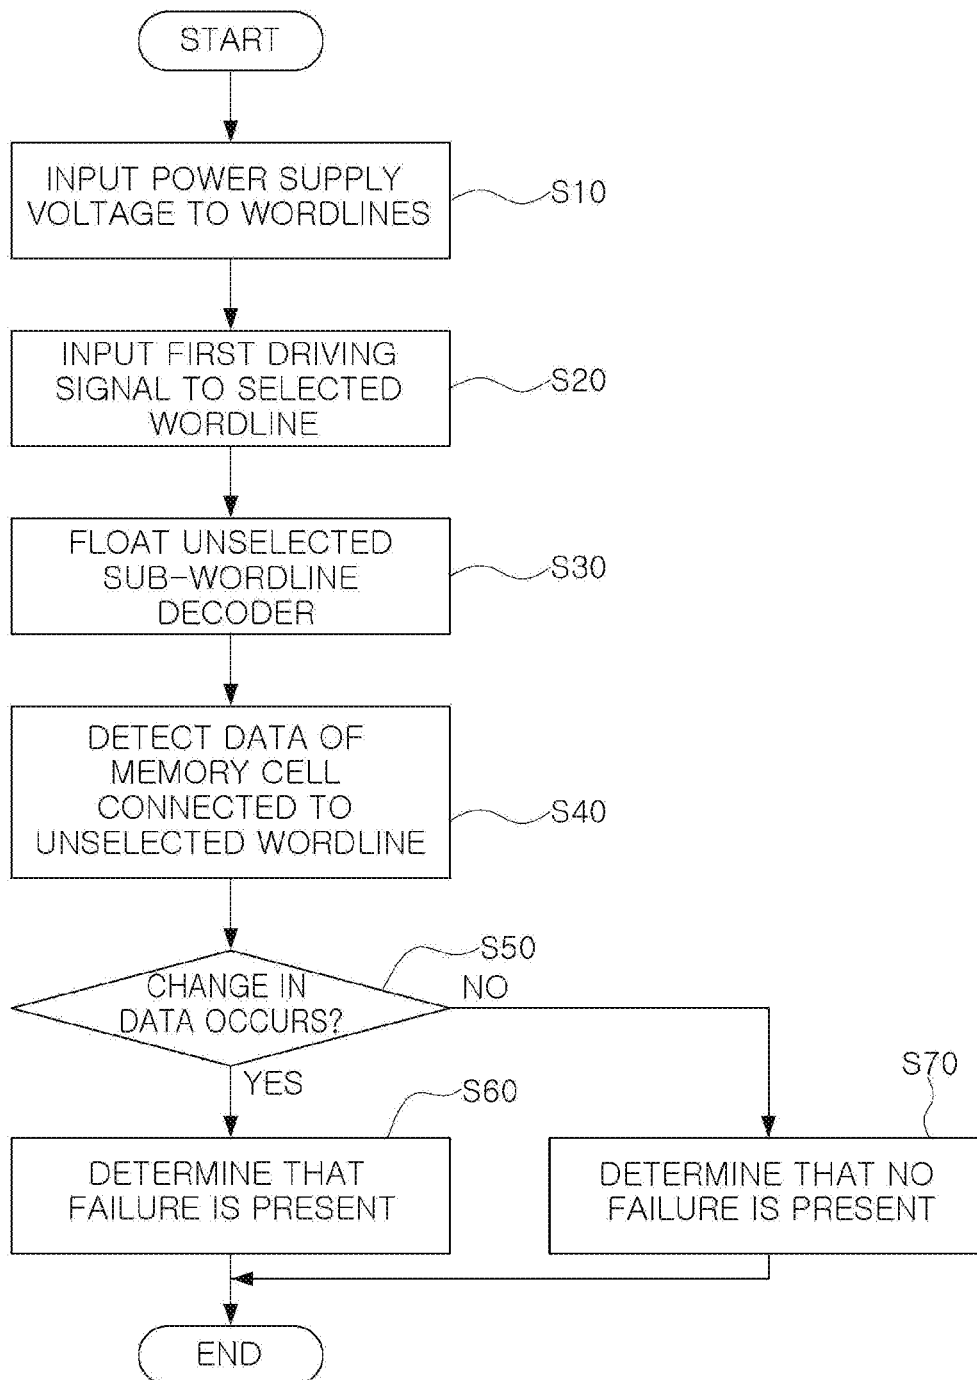 START
INPUT POWER SUPPLY
VOLTAGE TO WORDLINES
S10
INPUT FIRST DRIVING
SIGNAL TO SELECTED
WORDLINE
S20
FLOAT UNSELECTED
SUB-WORDLINE
DECODER
S30
DETECT DATA OF
MEMORY CELL
CONNECTED TO
UNSELECTED WORDLINE
S40
CHANGE IN
DATA OCCURS?
S50
NO
YES
S60
DETERMINE THAT
FAILURE IS PRESENT
S70
DETERMINE THAT NO
FAILURE IS PRESENT
END